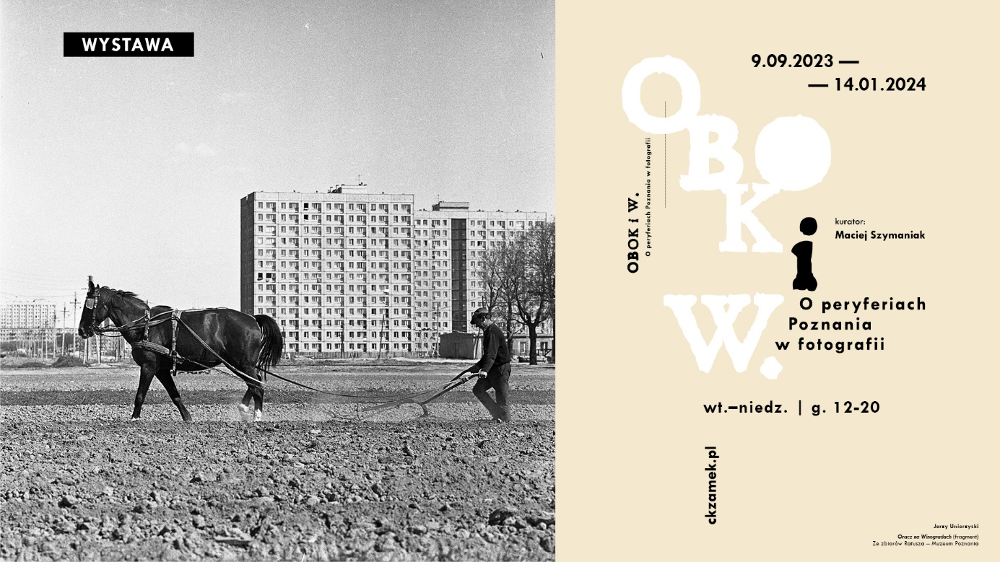 WYSTAWA
9.09.2023 —
— 14.01.2024
OBOK
i
W.
OBOK i W.
O peryferiach Poznania w fotografii
kurator:
Maciej Szymaniak
O peryferiach
Poznania
w fotografii
wt.–niedz. | g. 12-20
ckzamek.pl
Jerzy Unierzyski
Oracz na Winogradach (fragment)
Ze zbiorów Ratusza – Muzeum Poznania